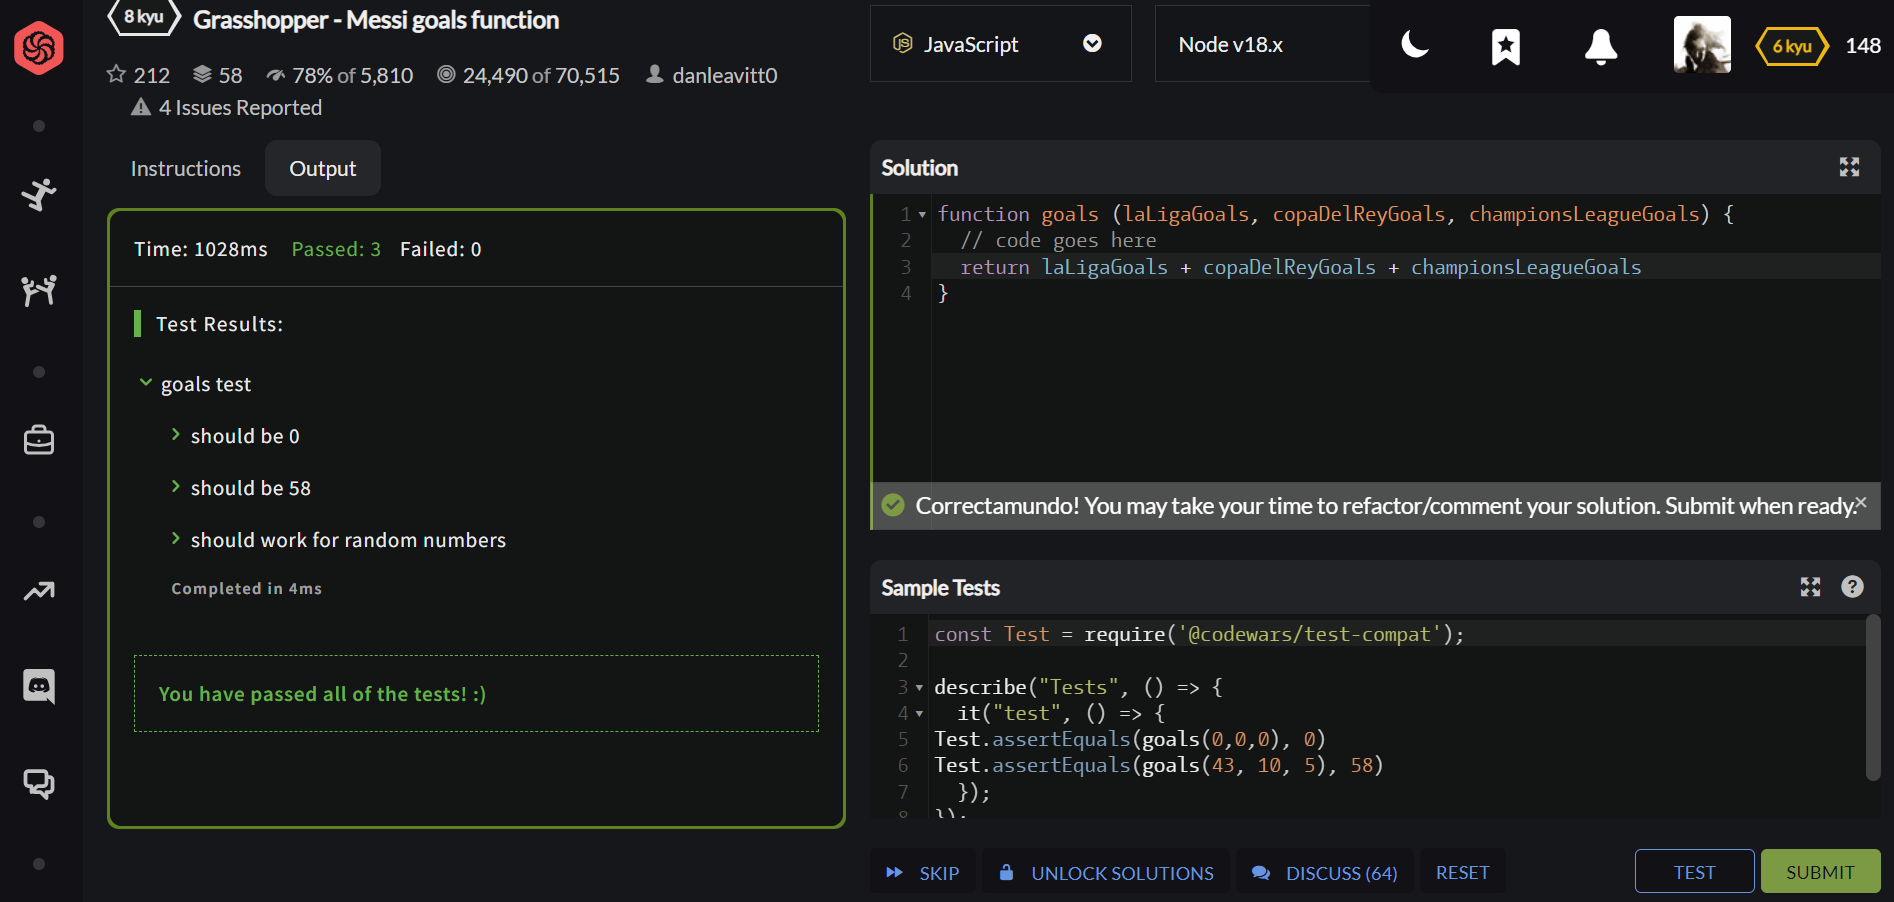 8 kyu Grasshopper - Messi goals function
212 58 78% of 5,810 24,490 of 70,515 danleavitt0
4 Issues Reported
JavaScript
Node v18.x
6 kyu 148
Instructions Output
Time: 1028ms Passed: 3 Failed: 0
Test Results:
goals test
should be 0
should be 58
should work for random numbers
Completed in 4ms
You have passed all of the tests! :)
Solution
1 function goals (laLigaGoals, copaDelReyGoals, championsLeagueGoals) {
2 // code goes here
3 return laLigaGoals + copaDelReyGoals + championsLeagueGoals
4 }
Correctamundo! You may take your time to refactor/comment your solution. Submit when ready.
Sample Tests
1 const Test = require('@codewars/test-compat');
2
3 describe("Tests", () => {
4 it("test", () => {
5 Test.assertEquals(goals(0,0,0), 0)
6 Test.assertEquals(goals(43, 10, 5), 58)
7 });
8 });
SKIP UNLOCK SOLUTIONS DISCUSS (64) RESET TEST SUBMIT